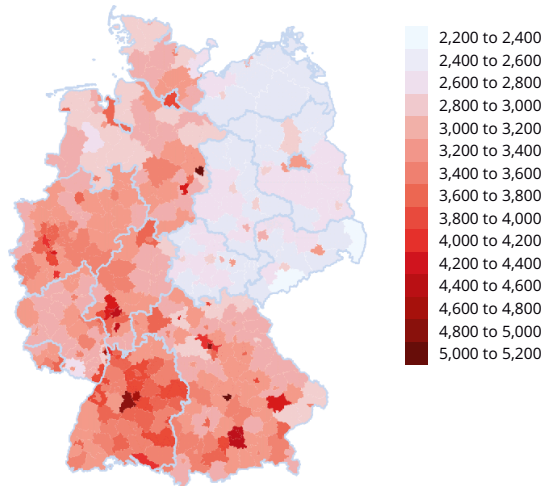 2,200 to 2,400
2,400 to 2,600
2,600 to 2,800
2,800 to 3,000
3,000 to 3,200
3,200 to 3,400
3,400 to 3,600
3,600 to 3,800
3,800 to 4,000
4,000 to 4,200
4,200 to 4,400
4,400 to 4,600
4,600 to 4,800
4,800 to 5,000
5,000 to 5,200